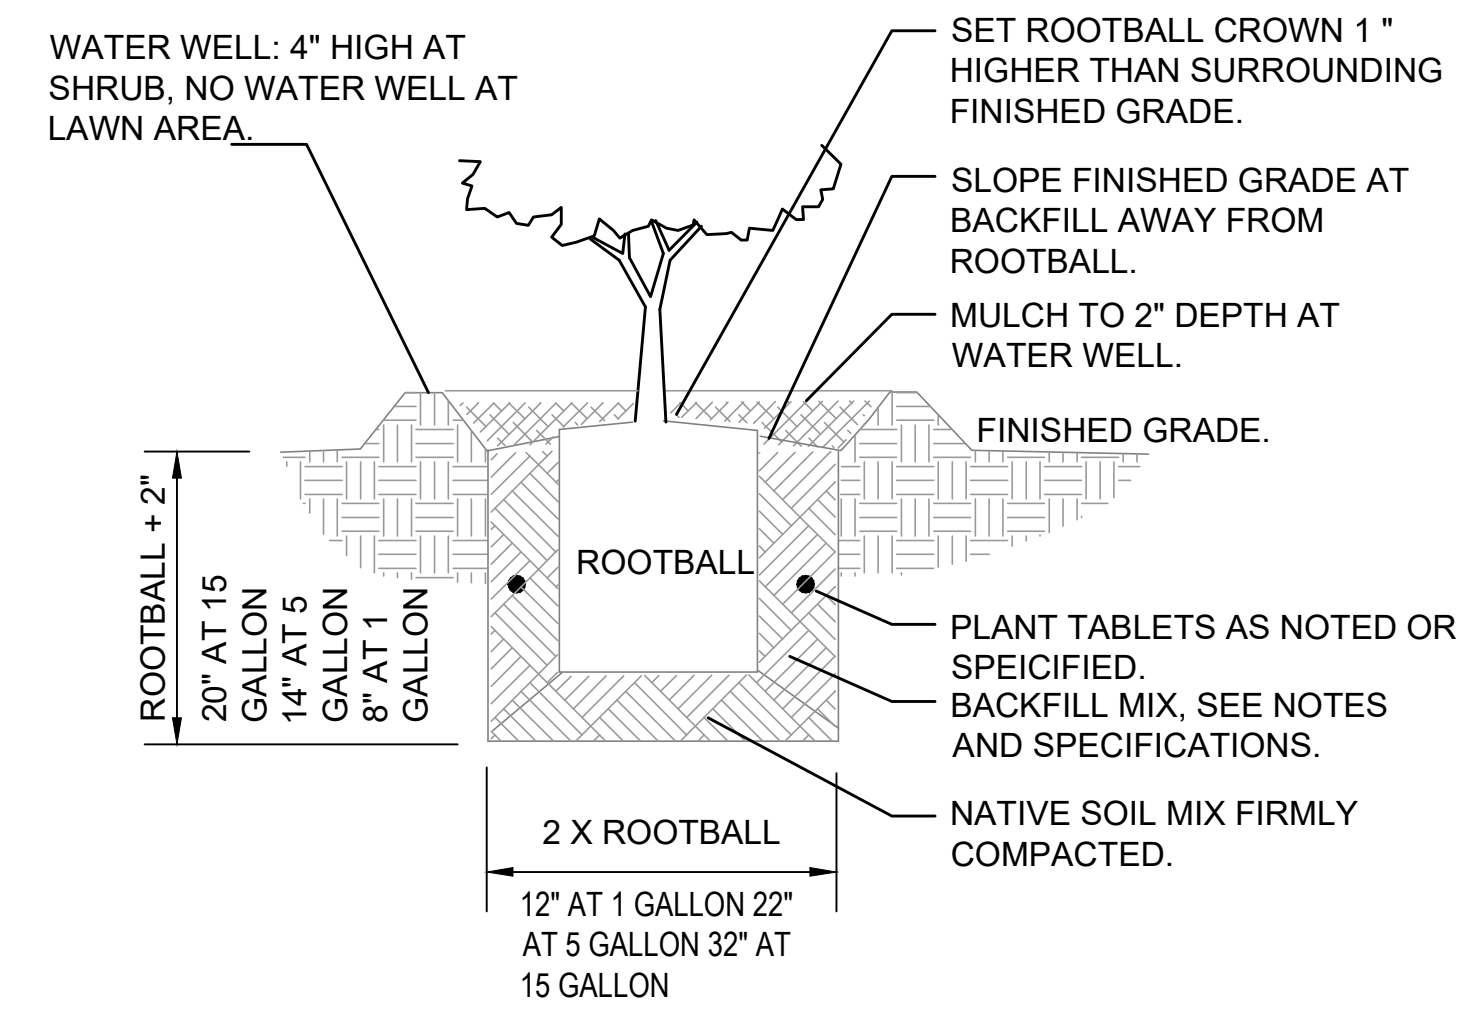 WATER WELL: 4" HIGH AT
SHRUB, NO WATER WELL AT
LAWN AREA.
SET ROOTBALL CROWN 1 "
HIGHER THAN SURROUNDING
FINISHED GRADE.
SLOPE FINISHED GRADE AT
BACKFILL AWAY FROM
ROOTBALL.
MULCH TO 2" DEPTH AT
WATER WELL.
FINISHED GRADE.
ROOTBALL + 2"
20" AT 15
GALLON
14" AT 5
GALLON
8" AT 1
GALLON
ROOTBALL
PLANT TABLETS AS NOTED OR
SPEICIFIED.
BACKFILL MIX, SEE NOTES
AND SPECIFICATIONS.
NATIVE SOIL MIX FIRMLY
COMPACTED.
2 X ROOTBALL
12" AT 1 GALLON 22"
AT 5 GALLON 32" AT
15 GALLON